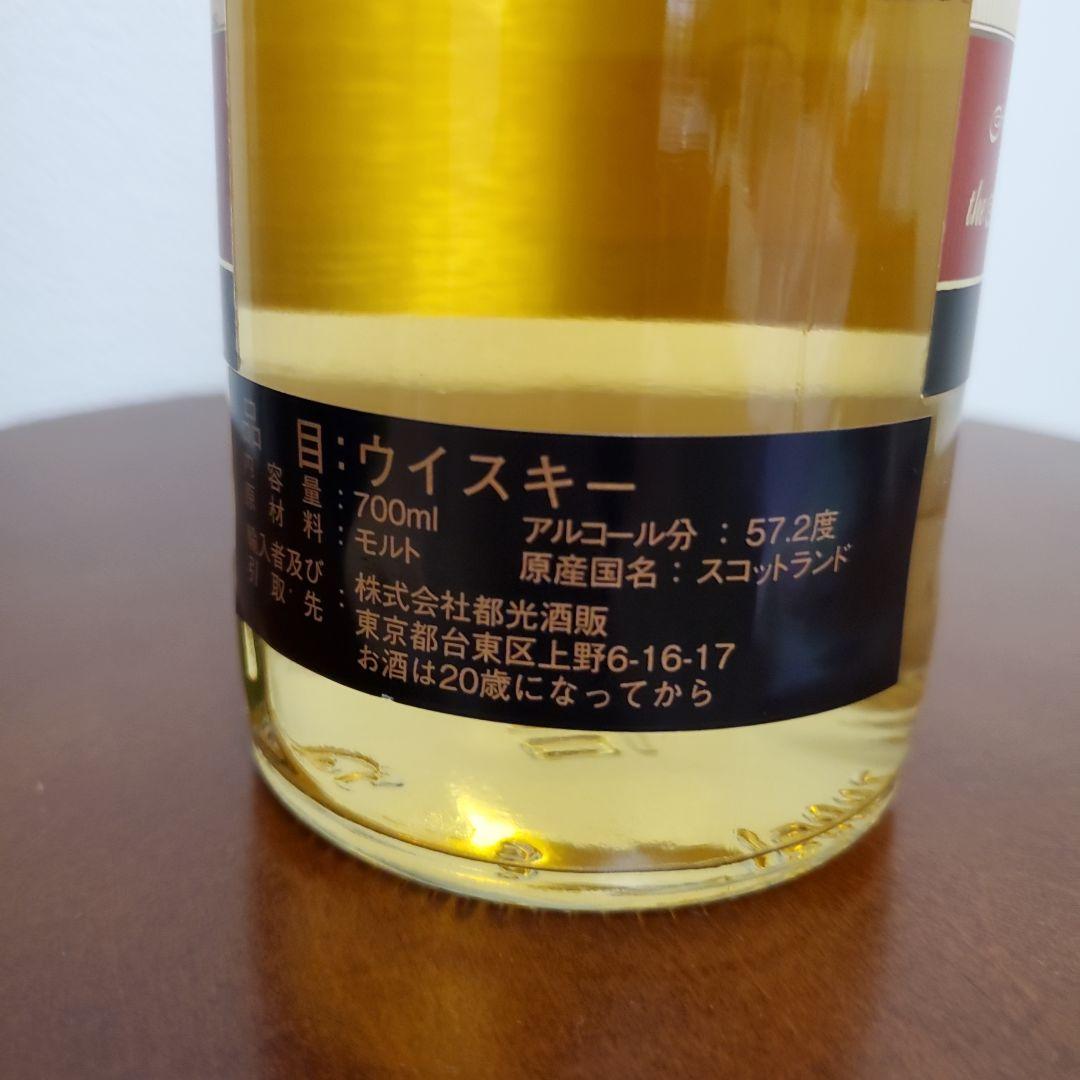 品目：ウイスキー
内容量：700ml アルコール分：57.2度
原材料：モルト 原産国名：スコットランド
輸入者及び
引取先：株式会社都光酒販
東京都台東区上野6-16-17
お酒は20歳になってから
the